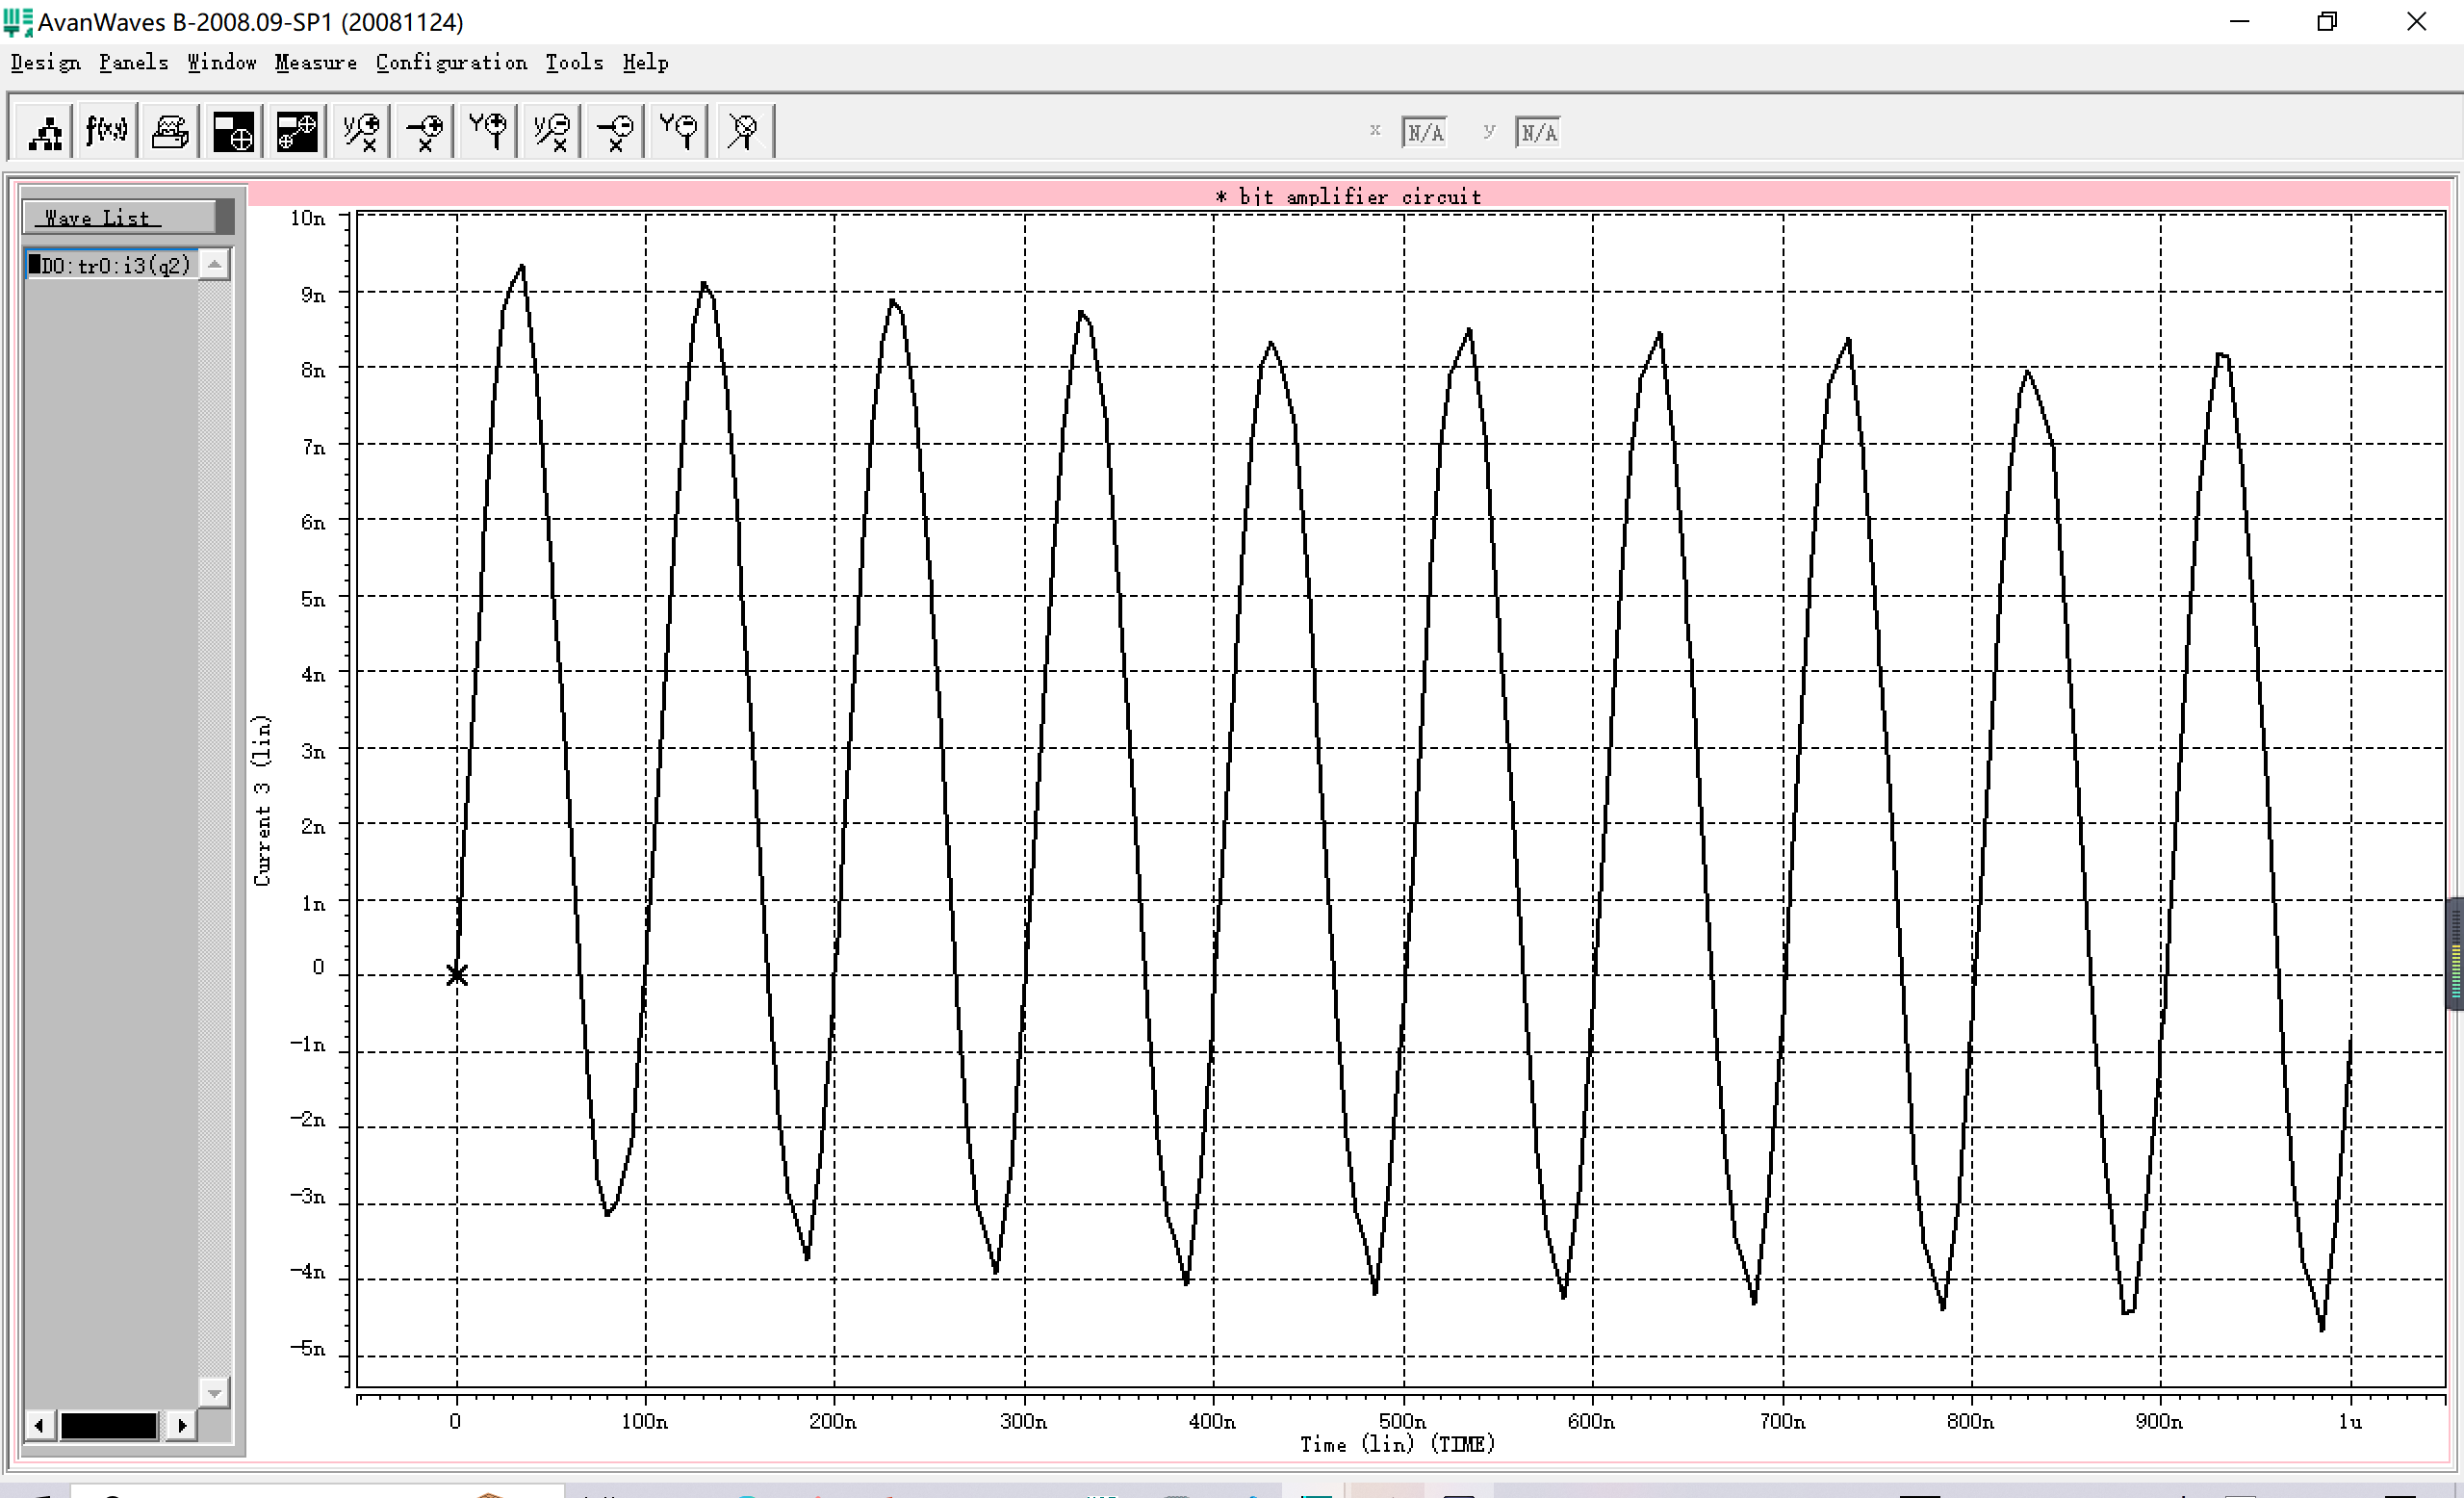 AvanWaves B-2008.09-SP1 (20081124)
Design Panels Window Measure Configuration Tools Help
f(x,y)
x N/A y N/A
* bjt amplifier circuit
Wave List
D0:tr0:i3(q2)
Current 3 (lin)
10n
9n
8n
7n
6n
5n
4n
3n
2n
1n
0
-1n
-2n
-3n
-4n
-5n
0 100n 200n 300n 400n 500n 600n 700n 800n 900n 1u
Time (lin) (TIME)